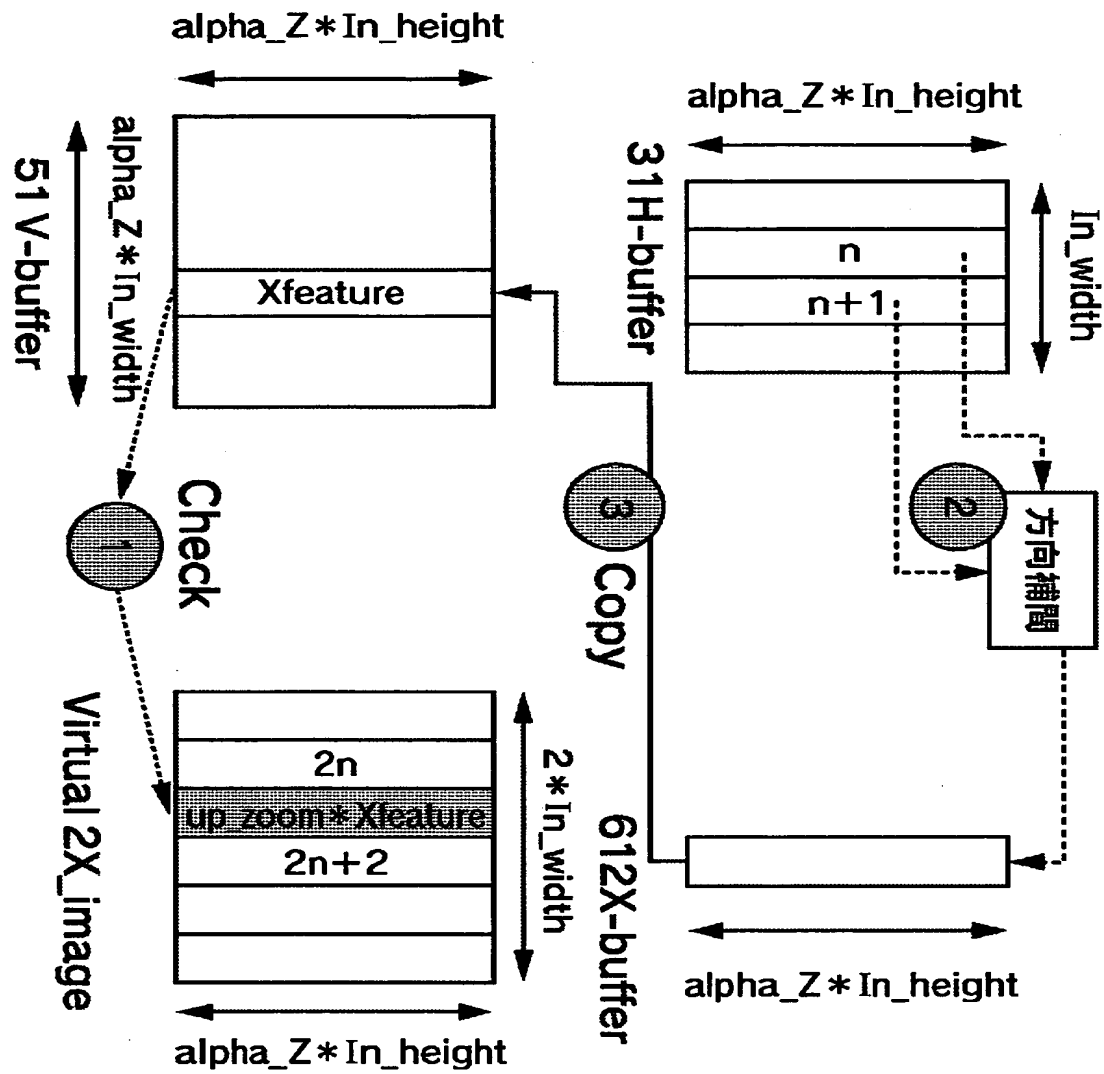 alpha_Z*In_height
alpha_Z*In_height
51 V-buffer
alpha_Z*In_width
Xfeature
31H-buffer
n
n+1
In_width
1
Check
3
Copy
2
方向補間
Virtual 2X_image
2n
up_zoom*Xfeature
2n+2
2*In_width
612X-buffer
alpha_Z*In_height
alpha_Z*In_height